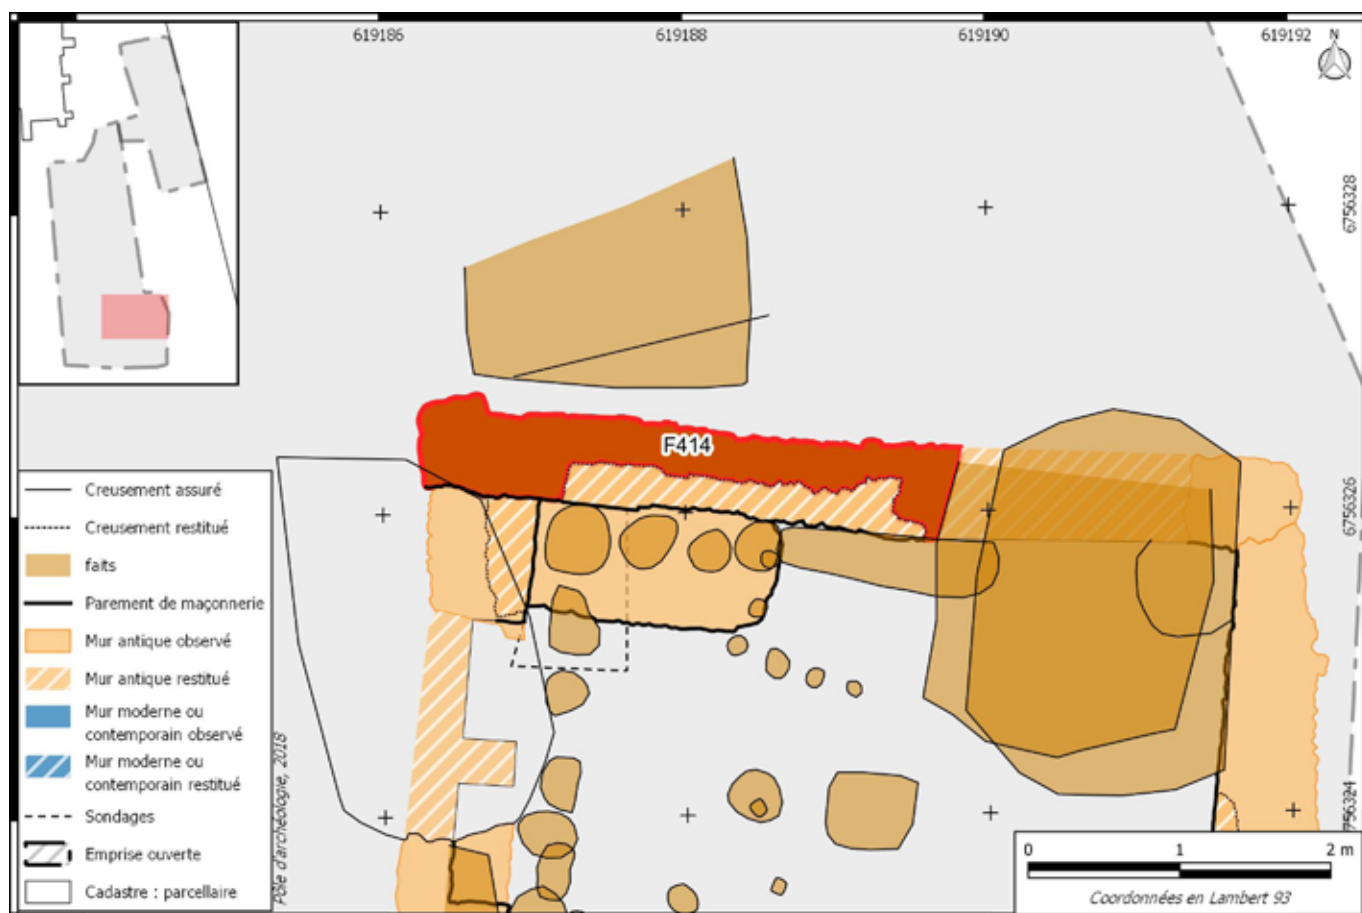 619186
619188
619190
619192
N
6756328
F414
6756326
Creusement assuré
Creusement restitué
faits
Parement de maçonnerie
Mur antique observé
Mur antique restitué
Mur moderne ou
contemporain observé
Mur moderne ou
contemporain restitué
Sondages
Emprise ouverte
Cadastre : parcellaire
Pôle d'archéologie, 2018
6756324
0 1 2 m
Coordonnées en Lambert 93